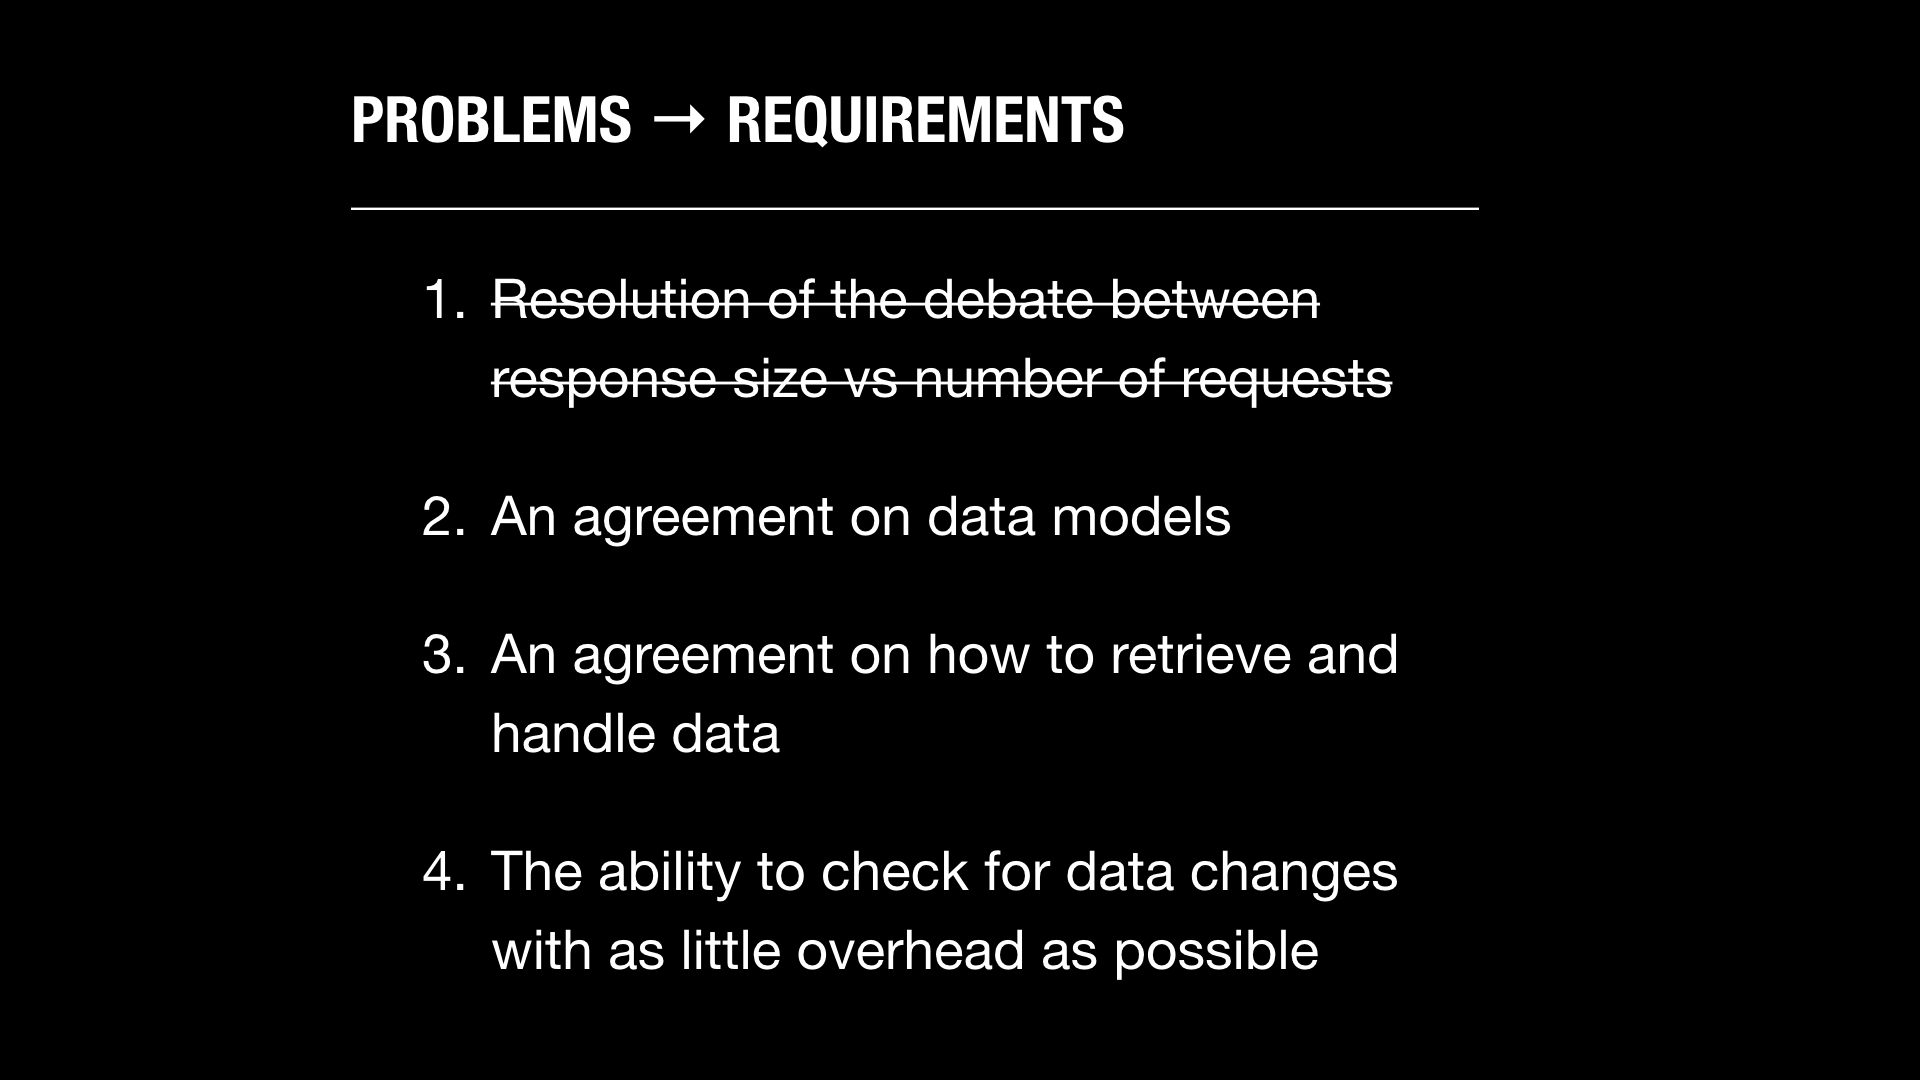 PROBLEMS → REQUIREMENTS
1. Resolution of the debate between
response size vs number of requests
2. An agreement on data models
3. An agreement on how to retrieve and
handle data
4. The ability to check for data changes
with as little overhead as possible